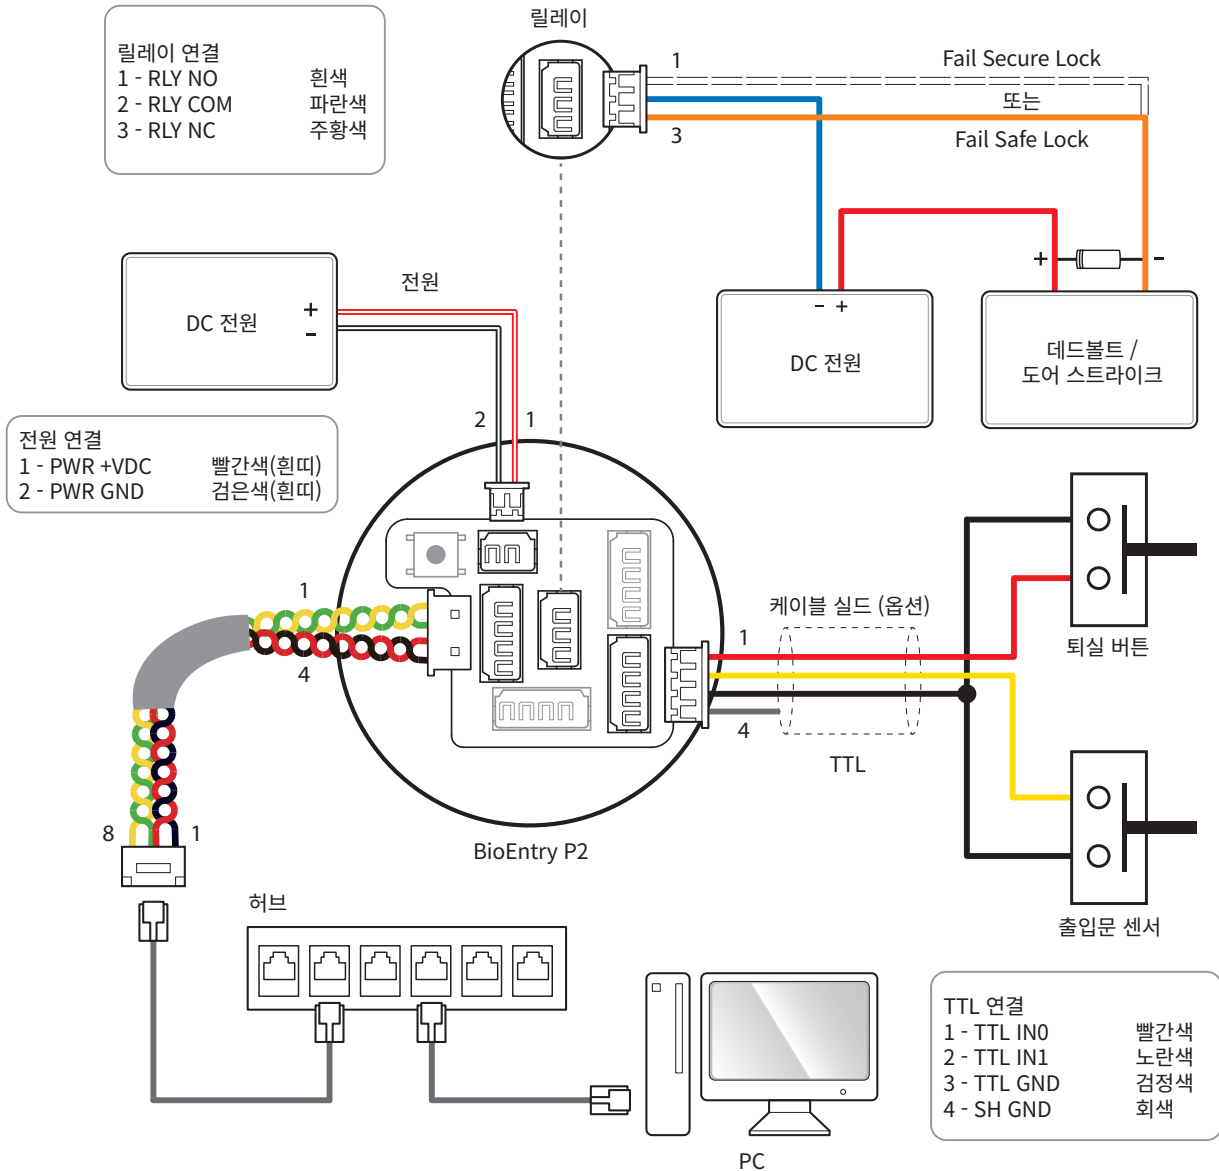 릴레이
릴레이 연결
1 - RLY NO 흰색
2 - RLY COM 파란색
3 - RLY NC 주황색
1
3
Fail Secure Lock
또는
Fail Safe Lock
DC 전원
+
-
전원
2 1
- +
DC 전원
+ -
데드볼트 /
도어 스트라이크
전원 연결
1 - PWR +VDC 빨간색(흰띠)
2 - PWR GND 검은색(흰띠)
1
4
케이블 실드 (옵션)
1
4
TTL
퇴실 버튼
BioEntry P2
8 1
출입문 센서
허브
PC
TTL 연결
1 - TTL IN0 빨간색
2 - TTL IN1 노란색
3 - TTL GND 검정색
4 - SH GND 회색